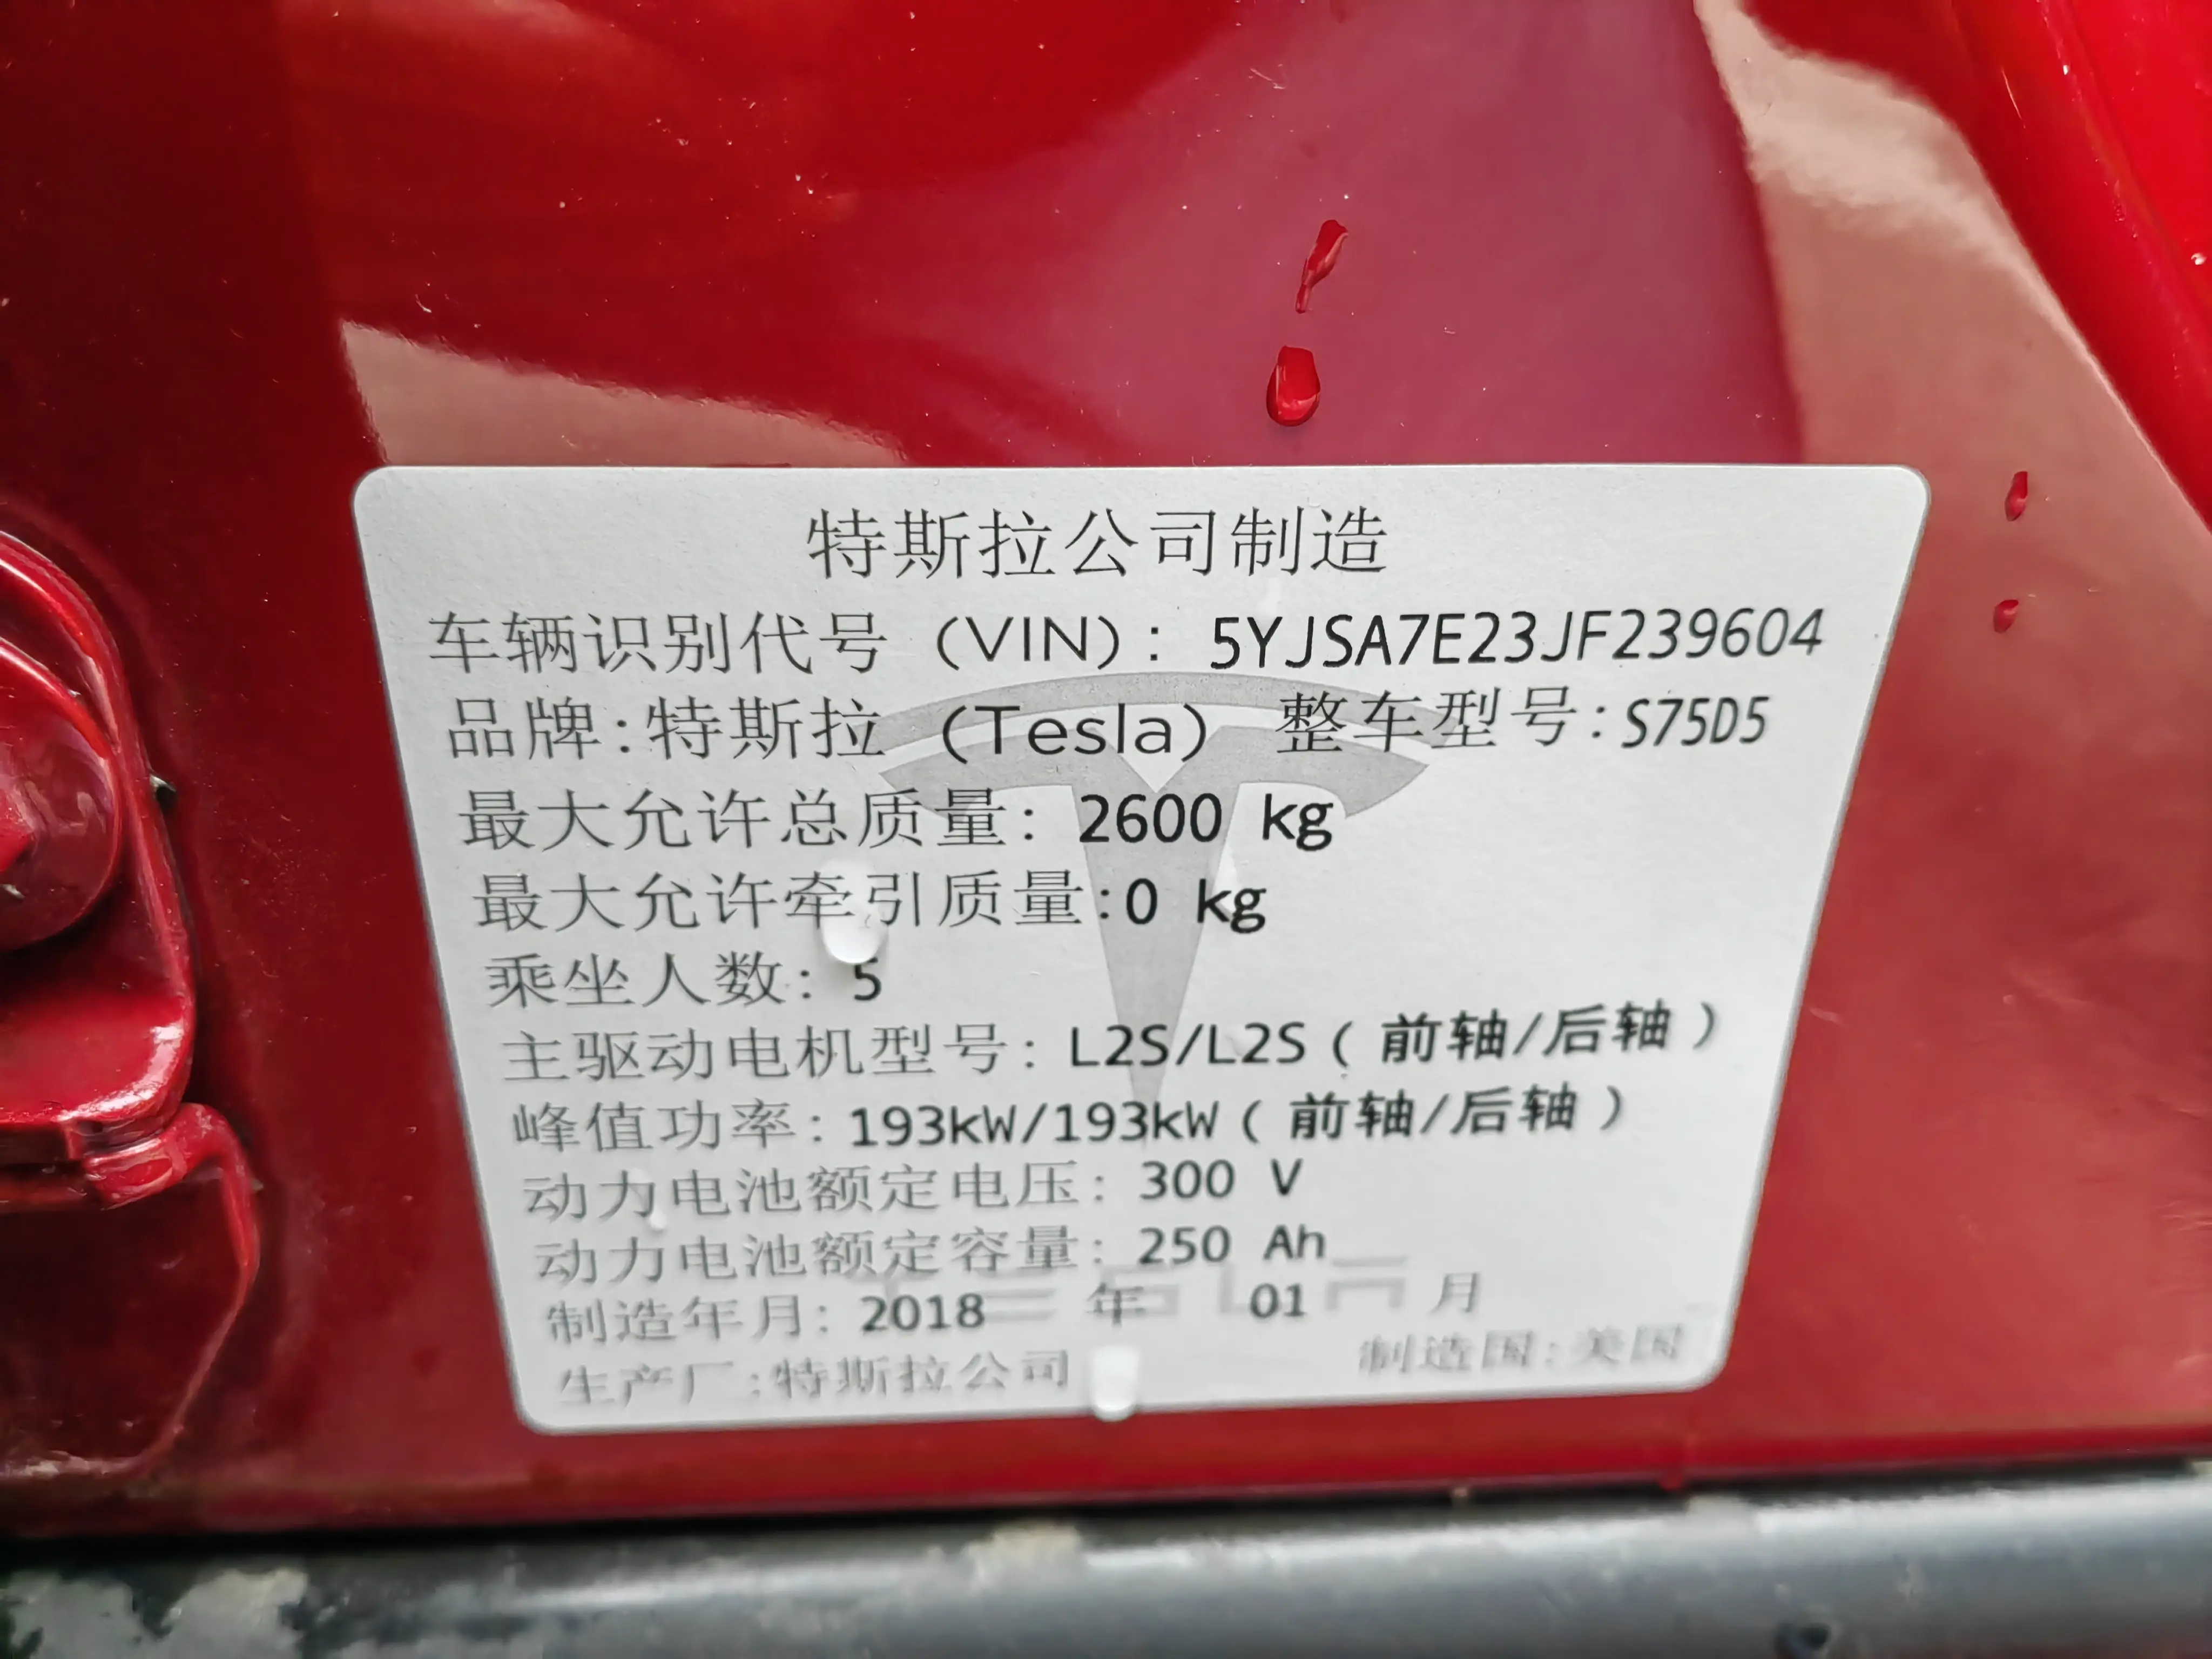 特斯拉公司制造
车辆识别代号 (VIN): 5YJSA7E23JF239604
品牌:特斯拉 (Tesla) 整车型号:S75D5
最大允许总质量: 2600 kg
最大允许牵引质量:0 kg
乘坐人数: 5
主驱动电机型号: L2S/L2S (前轴/后轴)
峰值功率: 193kW/193kW (前轴/后轴)
动力电池额定电压: 300 V
动力电池额定容量: 250 Ah
TESLA
制造年月: 2018 年 01 月
生产厂:特斯拉公司 制造国:美国